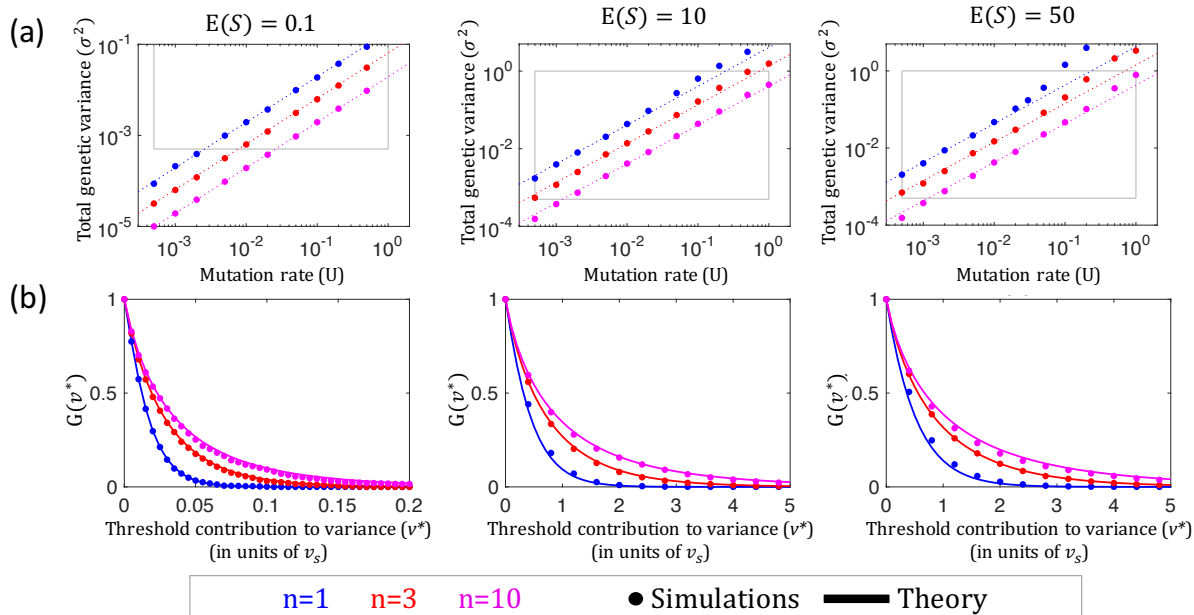 (a)
E(S) = 0.1
E(S) = 10
E(S) = 50
Total genetic variance (σ²)
10⁻¹
10⁻³
10⁻⁵
10⁻³ 10⁻² 10⁻¹ 10⁰
Mutation rate (U)
Total genetic variance (σ²)
10⁰
10⁻²
10⁻⁴
10⁻³ 10⁻² 10⁻¹ 10⁰
Mutation rate (U)
Total genetic variance (σ²)
10⁰
10⁻²
10⁻⁴
10⁻³ 10⁻² 10⁻¹ 10⁰
Mutation rate (U)
(b)
G(v*)
1
0.5
0
0 0.05 0.1 0.15 0.2
Threshold contribution to variance (v*)
(in units of vₛ)
G(v*)
1
0.5
0
0 1 2 3 4 5
Threshold contribution to variance (v*)
(in units of vₛ)
G(v*)
1
0.5
0
0 1 2 3 4 5
Threshold contribution to variance (v*)
(in units of vₛ)
n=1 n=3 n=10 Simulations Theory